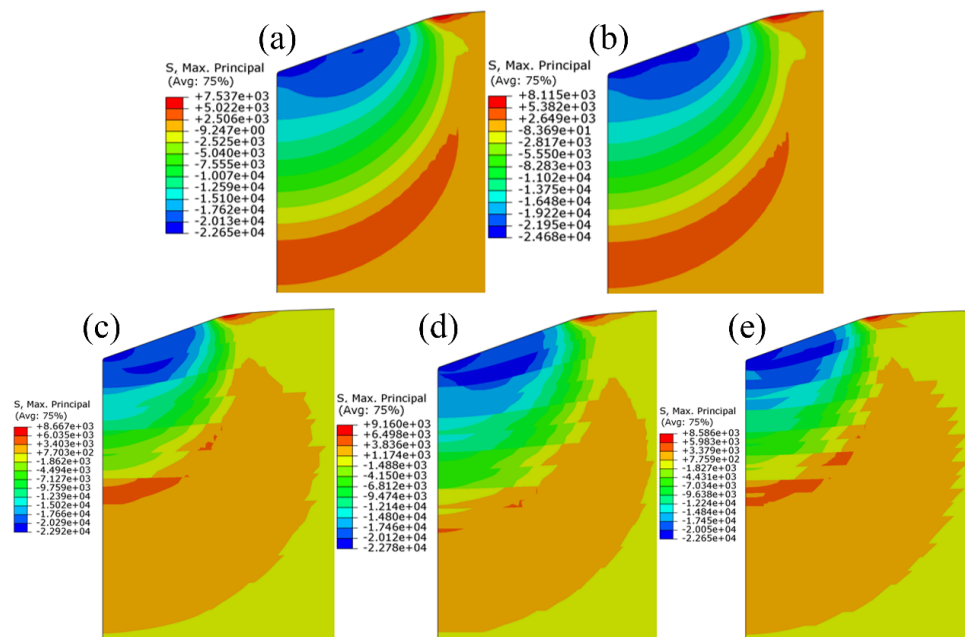 (a)
S, Max. Principal
(Avg: 75%)
+7.537e+03
+5.022e+03
+2.506e+03
-9.247e+00
-2.525e+03
-5.040e+03
-7.555e+03
-1.007e+04
-1.259e+04
-1.510e+04
-1.762e+04
-2.013e+04
-2.265e+04
(b)
S, Max. Principal
(Avg: 75%)
+8.115e+03
+5.382e+03
+2.649e+03
-8.369e+01
-2.817e+03
-5.550e+03
-8.283e+03
-1.102e+04
-1.375e+04
-1.648e+04
-1.922e+04
-2.195e+04
-2.468e+04
(c)
S, Max. Principal
(Avg: 75%)
+8.667e+03
+6.035e+03
+3.403e+03
+7.703e+02
-1.862e+03
-4.494e+03
-7.127e+03
-9.759e+03
-1.239e+04
-1.502e+04
-1.766e+04
-2.029e+04
-2.292e+04
(d)
S, Max. Principal
(Avg: 75%)
+9.160e+03
+6.498e+03
+3.836e+03
+1.174e+03
-1.488e+03
-4.150e+03
-6.812e+03
-9.474e+03
-1.214e+04
-1.480e+04
-1.746e+04
-2.012e+04
-2.278e+04
(e)
S, Max. Principal
(Avg: 75%)
+8.586e+03
+5.983e+03
+3.379e+03
+7.759e+02
-1.827e+03
-4.431e+03
-7.034e+03
-9.638e+03
-1.224e+04
-1.484e+04
-1.745e+04
-2.005e+04
-2.265e+04